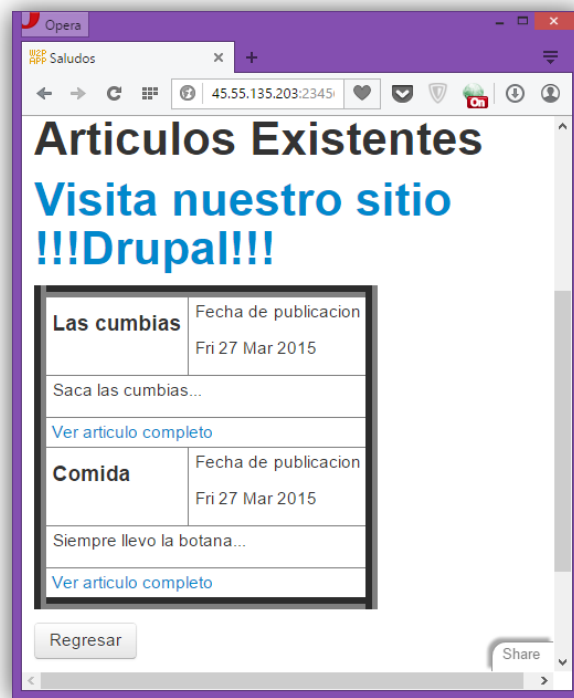 Opera
W2P
APP
Saludos
45.55.135.203:2345
On
Articulos Existentes
Visita nuestro sitio
!!!Drupal!!!
Las cumbias
Fecha de publicacion
Fri 27 Mar 2015
Saca las cumbias...
Ver articulo completo
Comida
Fecha de publicacion
Fri 27 Mar 2015
Siempre llevo la botana...
Ver articulo completo
Regresar
Share